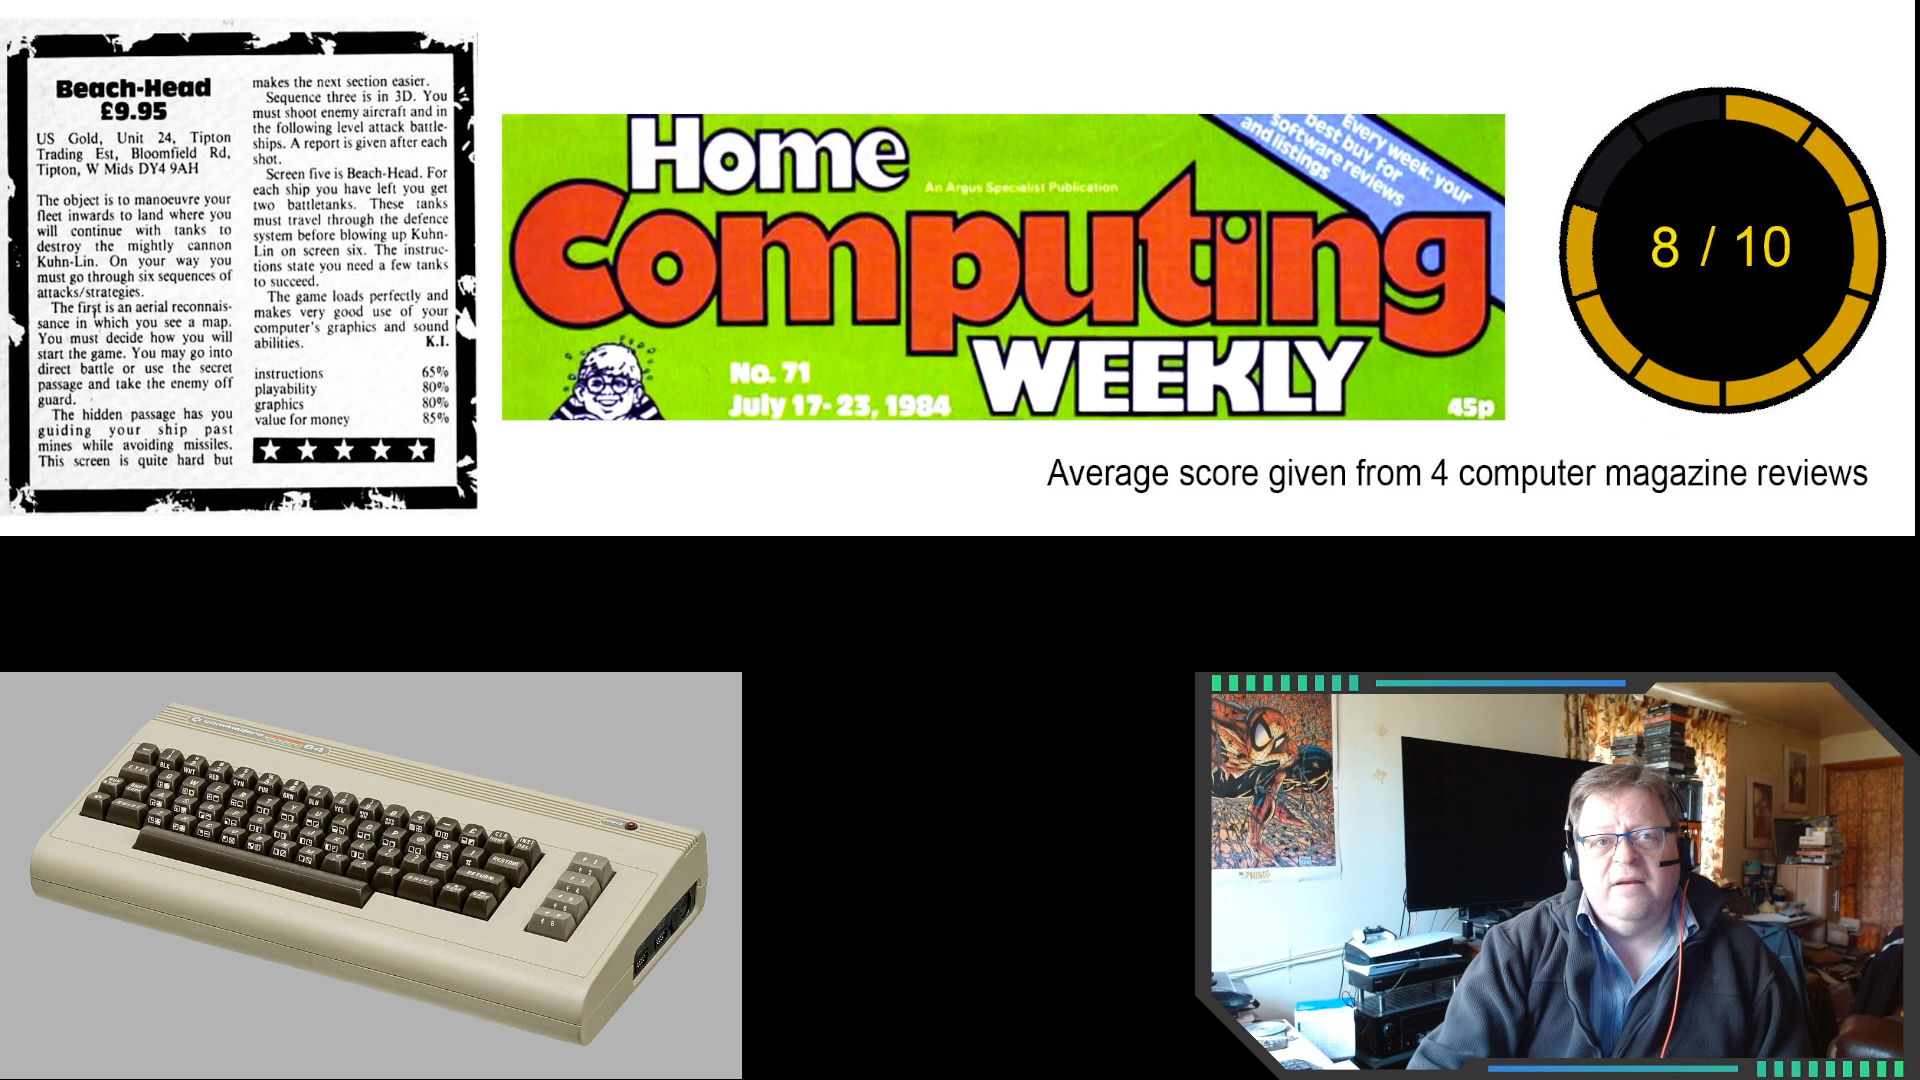 Beach-Head
£9.95
US Gold, Unit 24, Tipton
Trading Est, Bloomfield Rd,
Tipton, W Mids DY4 9AH
The object is to manoeuvre your
fleet inwards to land where you
will continue with tanks to
destroy the mightly cannon
Kuhn-Lin. On your way you
must go through six sequences of
attacks/strategies.
The first is an aerial reconnais-
sance in which you see a map.
You must decide how you will
start the game. You may go into
direct battle or use the secret
passage and take the enemy off
guard.
The hidden passage has you
guiding your ship past
mines while avoiding missiles.
This screen is quite hard but
makes the next section easier.
Sequence three is in 3D. You
must shoot enemy aircraft and in
the following level attack battle-
ships. A report is given after each
shot.
Screen five is Beach-Head. For
each ship you have left you get
two battletanks. These tanks
must travel through the defence
system before blowing up Kuhn-
Lin on screen six. The instruc-
tions state you need a few tanks
to succeed.
The game loads perfectly and
makes very good use of your
computer's graphics and sound
abilities. K.I.
instructions 65%
playability 80%
graphics 80%
value for money 85%
Home
An Argus Specialist Publication
Computing
WEEKLY
Every week: your
best buy for
software reviews
and listings
No. 71
July 17-23, 1984
45p
8 / 10
Average score given from 4 computer magazine reviews
commodore 64
CTRL
RESTORE
RETURN
SHIFT